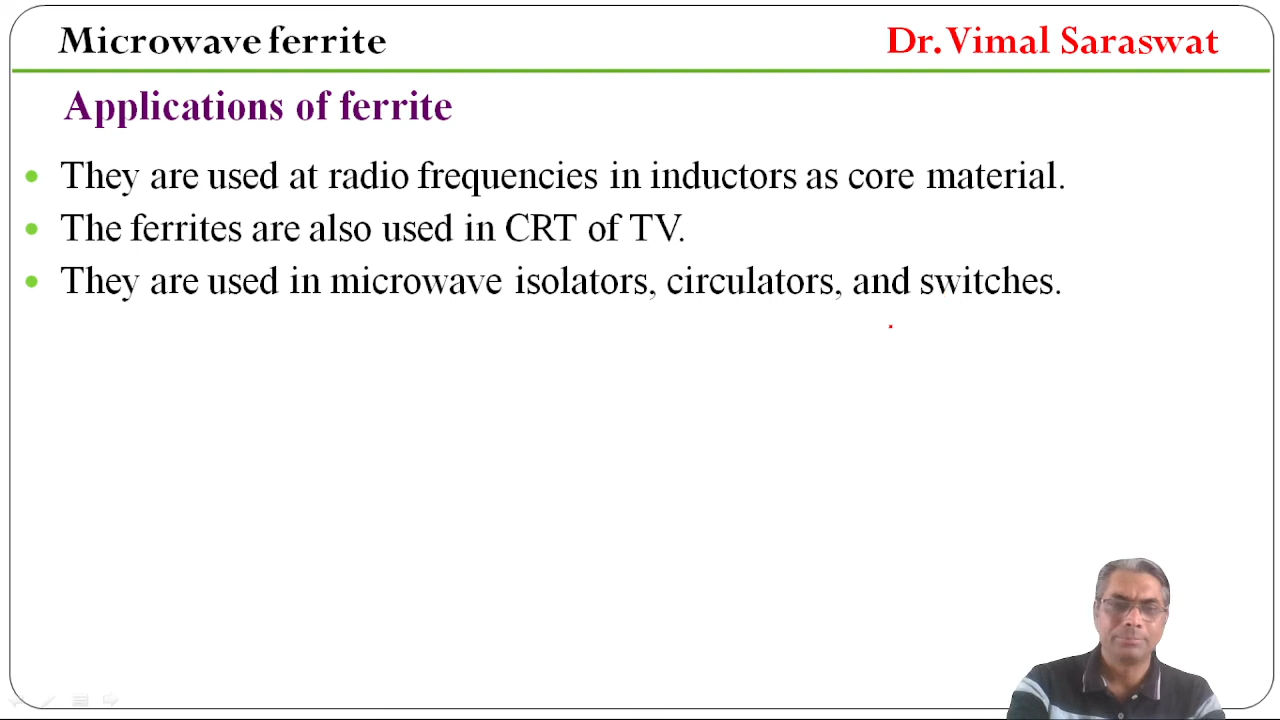 Microwave ferrite
Dr. Vimal Saraswat
Applications of ferrite
• They are used at radio frequencies in inductors as core material.
• The ferrites are also used in CRT of TV.
• They are used in microwave isolators, circulators, and switches.